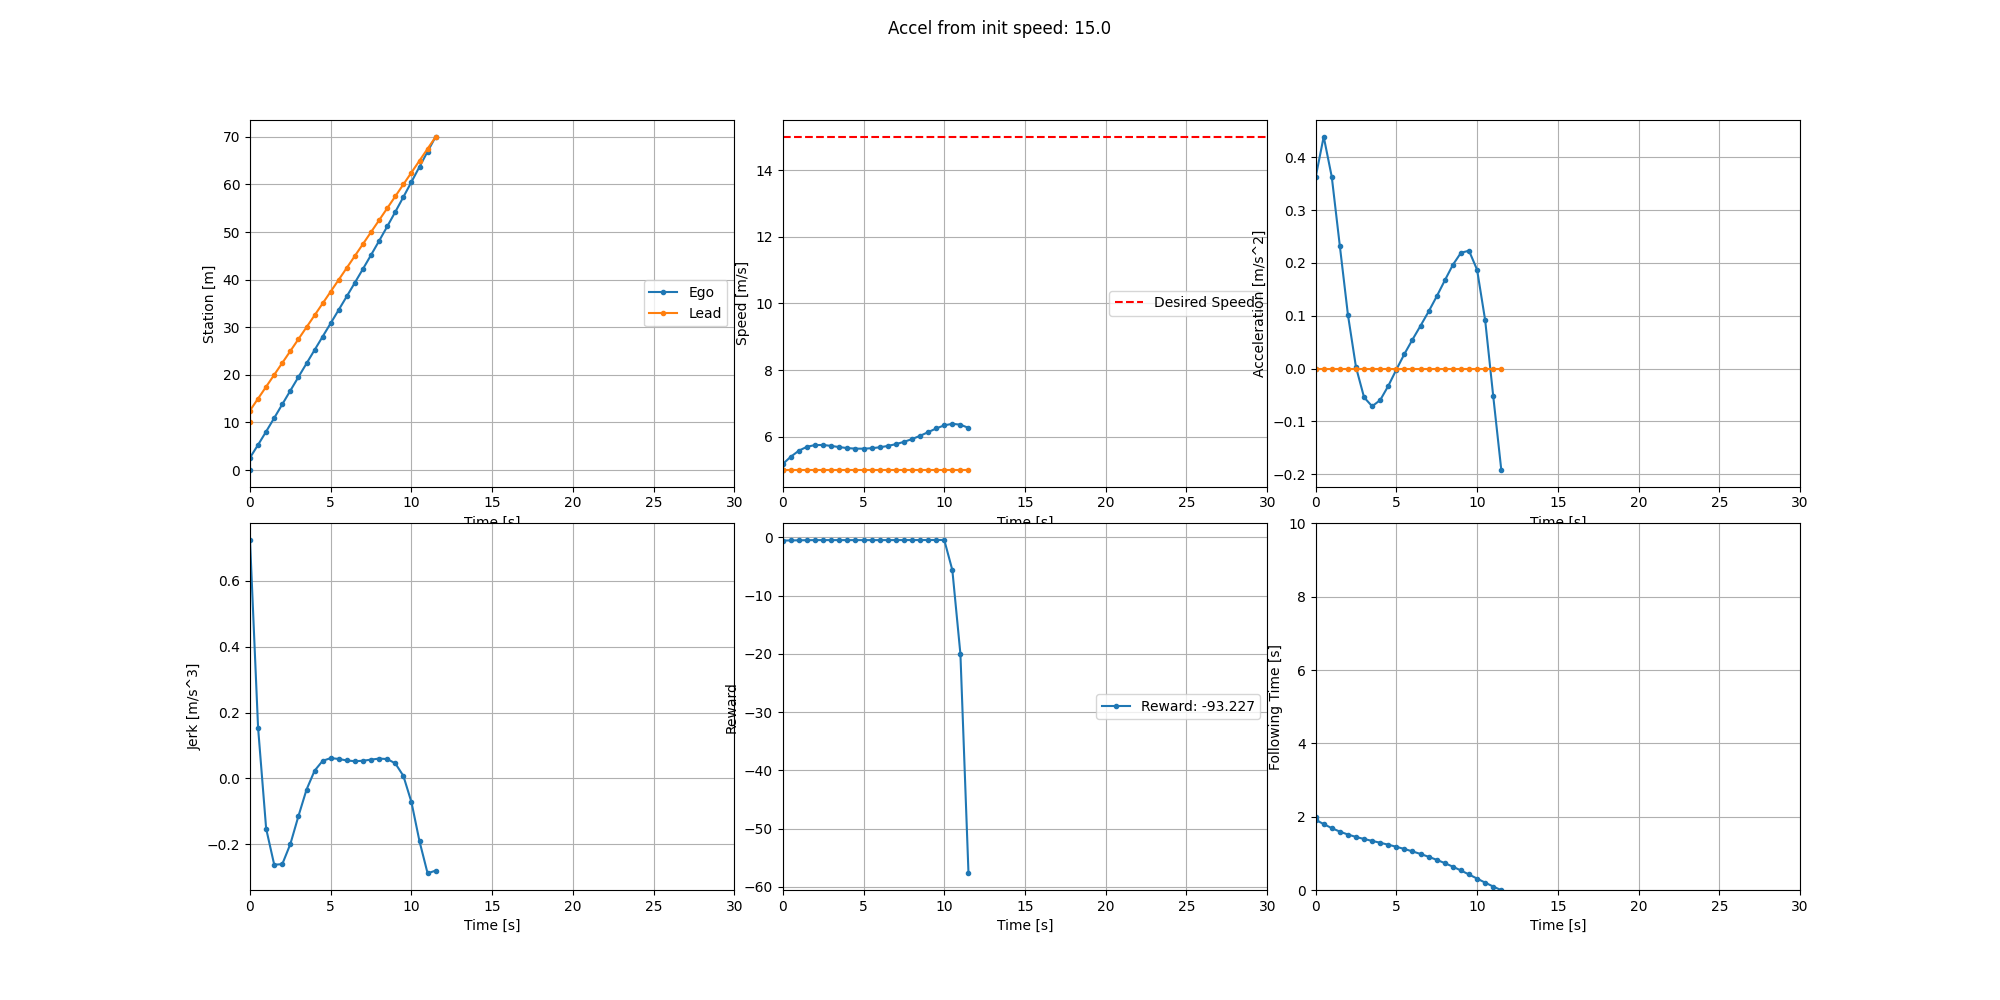 Accel from init speed: 15.0
Station [m]
70
60
50
40
30
20
10
0
0 5 10 15 20 25 30
Time [s]
Ego
Lead
Speed [m/s]
14
12
10
8
6
0 5 10 15 20 25 30
Time [s]
Desired Speed
Acceleration [m/s^2]
0.4
0.3
0.2
0.1
0.0
−0.1
−0.2
0 5 10 15 20 25 30
Time [s]
Jerk [m/s^3]
0.6
0.4
0.2
0.0
−0.2
0 5 10 15 20 25 30
Time [s]
Reward
0
−10
−20
−30
−40
−50
−60
0 5 10 15 20 25 30
Time [s]
Reward: -93.227
Following Time [s]
10
8
6
4
2
0
0 5 10 15 20 25 30
Time [s]